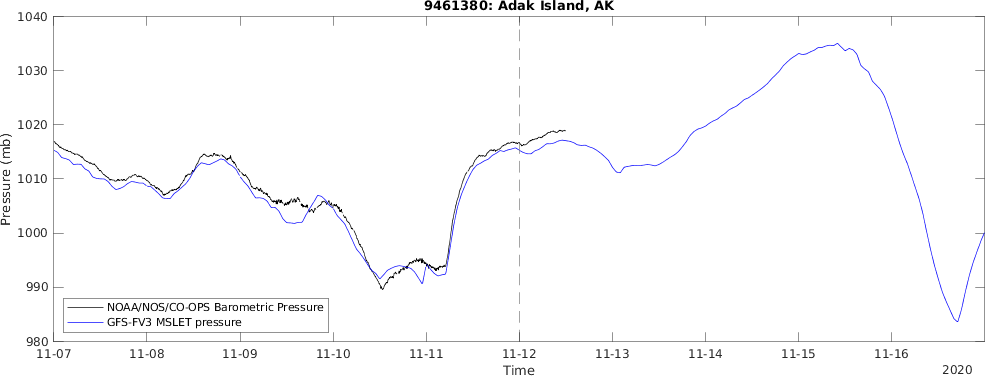 9461380: Adak Island, AK
1040
1030
1020
1010
1000
990
980
Pressure (mb)
NOAA/NOS/CO-OPS Barometric Pressure
GFS-FV3 MSLET pressure
11-07 11-08 11-09 11-10 11-11 11-12 11-13 11-14 11-15 11-16
Time
2020